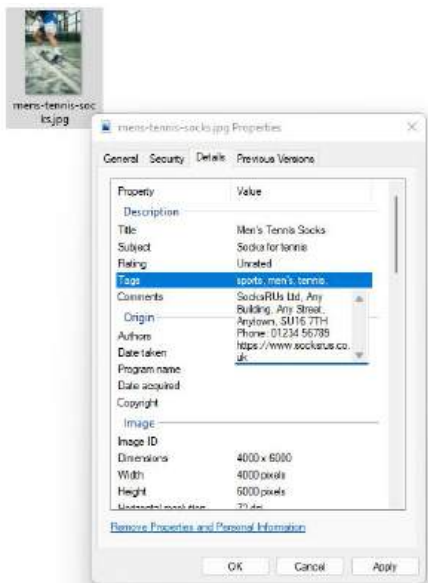 mens-tennis-soc
ks.jpg
mens-tennis-socks.jpg Properties
General Security Details Previous Versions
Property Value
Description
Title Men's Tennis Socks
Subject Socks for tennis
Rating Unrated
Tags sports, men's, tennis,
Comments SocksRUs Ltd, Any
Building, Any Street,
Anytown, SU16 7TH
Phone: 01234 56789
https://www.socksrus.co.
uk
Origin
Authors
Date taken
Program name
Date acquired
Copyright
Image
Image ID
Dimensions 4000 x 6000
Width 4000 pixels
Height 6000 pixels
Horizontal resolution 72 dpi
Remove Properties and Personal Information
OK Cancel Apply